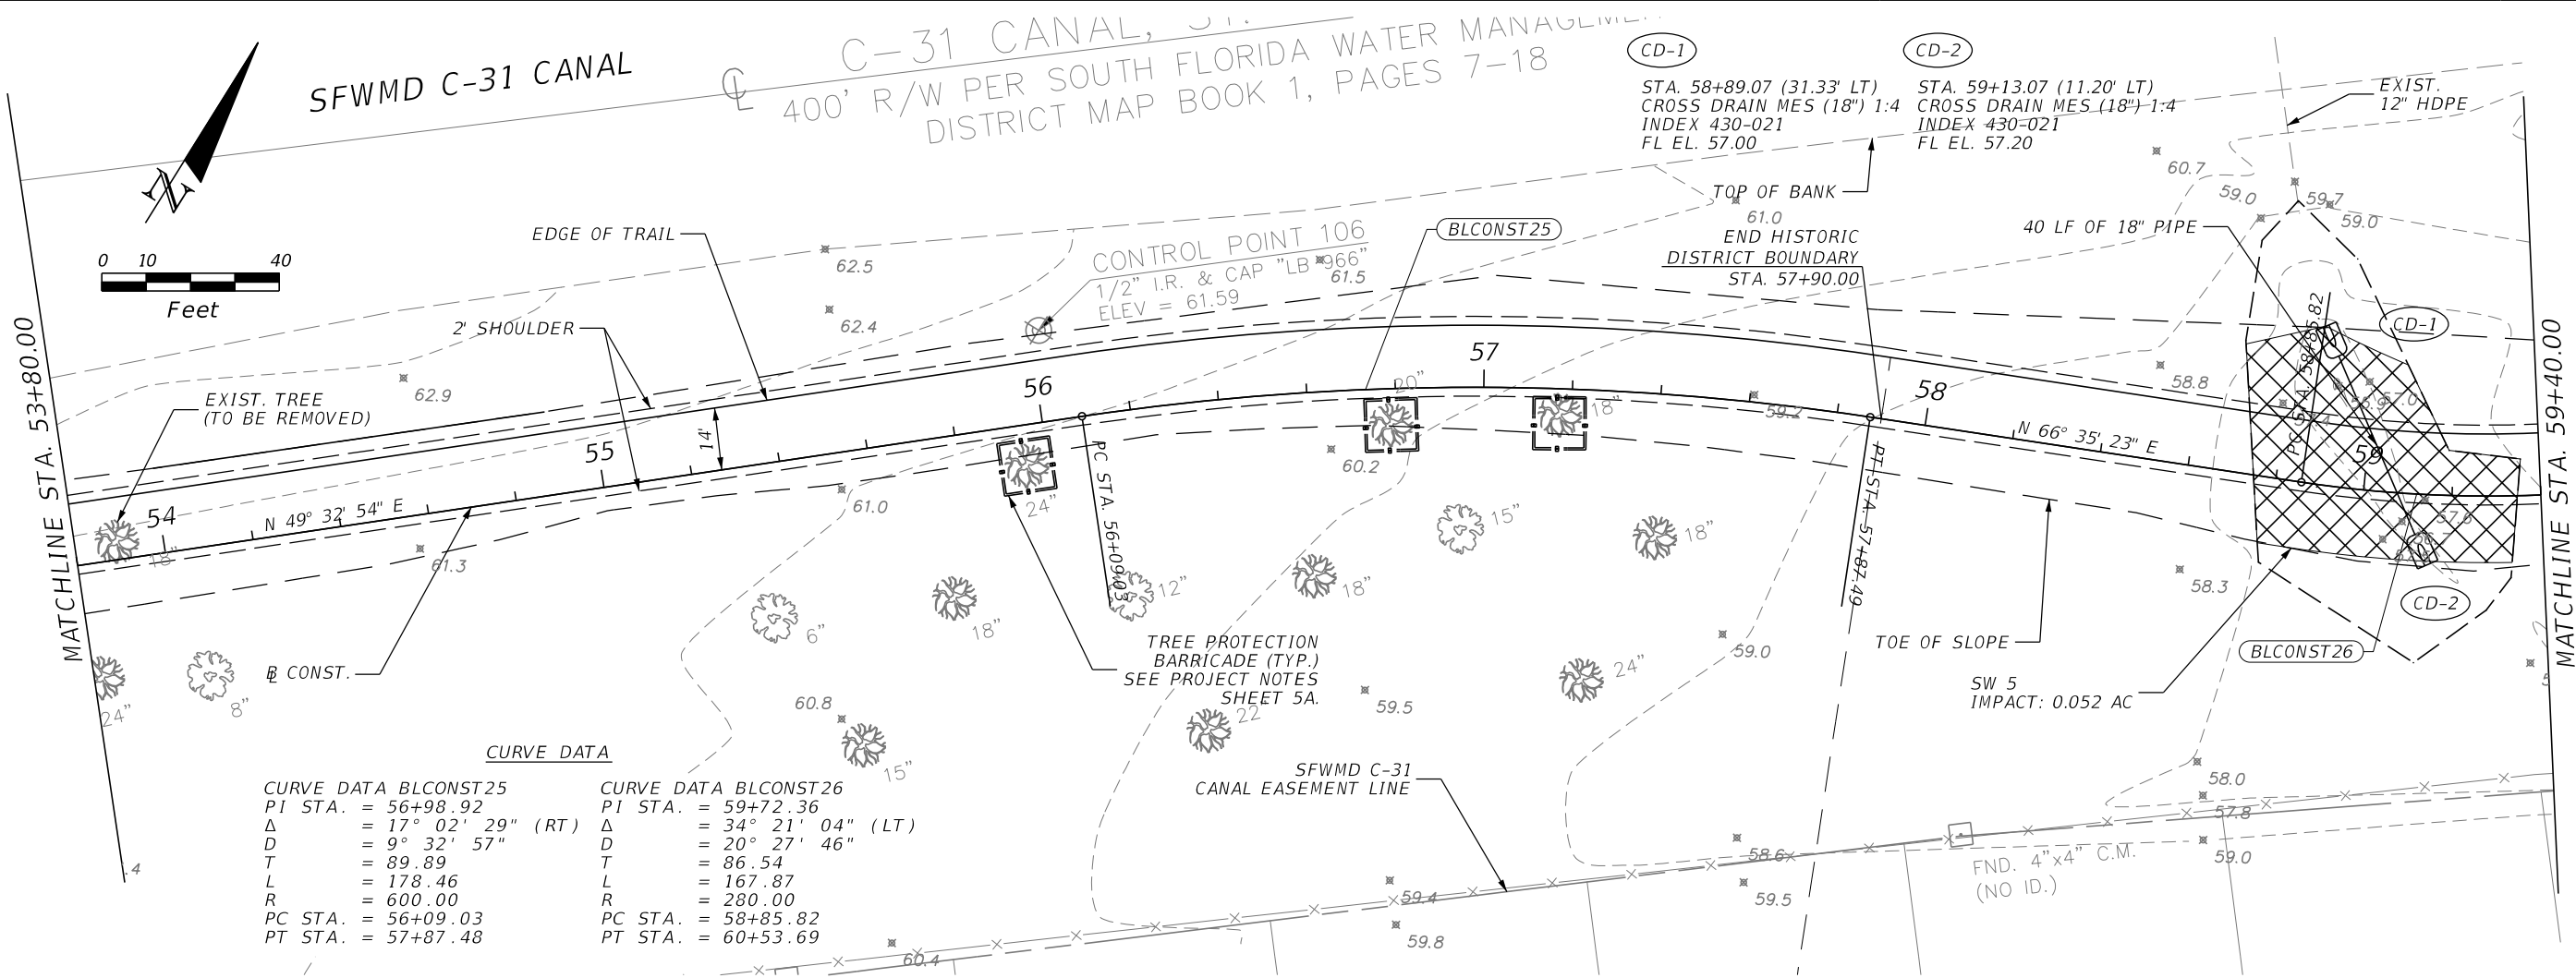 SFWMD C-31 CANAL
C-31 CANAL, ST.
400' R/W PER SOUTH FLORIDA WATER MANAGEMENT
DISTRICT MAP BOOK 1, PAGES 7-18
CD-1
STA. 58+89.07 (31.33' LT)
CROSS DRAIN MES (18") 1:4
INDEX 430-021
FL EL. 57.00
CD-2
STA. 59+13.07 (11.20' LT)
CROSS DRAIN MES (18") 1:4
INDEX 430-021
FL EL. 57.20
EXIST.
12" HDPE
N
0 10 40
Feet
EDGE OF TRAIL
2' SHOULDER
62.5
62.4
62.9
CONTROL POINT 106
1/2" I.R. & CAP "LB 966"
ELEV = 61.59
61.5
BLCONST25
TOP OF BANK
61.0
END HISTORIC
DISTRICT BOUNDARY
STA. 57+90.00
60.7
59.0
59.7
59.0
40 LF OF 18" PIPE
CD-1
MATCHLINE STA. 53+80.00
MATCHLINE STA. 59+40.00
EXIST. TREE
(TO BE REMOVED)
54
55
56
57
58
59
N 49° 32' 54" E
N 66° 35' 23" E
14'
18"
24"
20"
18"
61.3
61.0
60.2
59.2
58.8
57.0
57.6
58.3
PC STA. 56+09.03
PT STA. 57+87.49
PC STA. 58+85.82
24"
8"
6"
18"
12"
18"
15"
18"
22"
24"
15"
60.8
59.5
59.0
₧ CONST.
TREE PROTECTION
BARRICADE (TYP.)
SEE PROJECT NOTES
SHEET 5A.
TOE OF SLOPE
SW 5
IMPACT: 0.052 AC
BLCONST26
CD-2
SFWMD C-31
CANAL EASEMENT LINE
58.0
57.8
59.0
58.6
59.5
59.4
59.8
60.4
.4
FND. 4"x4" C.M.
(NO ID.)
CURVE DATA
CURVE DATA BLCONST25
PI STA. = 56+98.92
Δ = 17° 02' 29" (RT)
D = 9° 32' 57"
T = 89.89
L = 178.46
R = 600.00
PC STA. = 56+09.03
PT STA. = 57+87.48
CURVE DATA BLCONST26
PI STA. = 59+72.36
Δ = 34° 21' 04" (LT)
D = 20° 27' 46"
T = 86.54
L = 167.87
R = 280.00
PC STA. = 58+85.82
PT STA. = 60+53.69